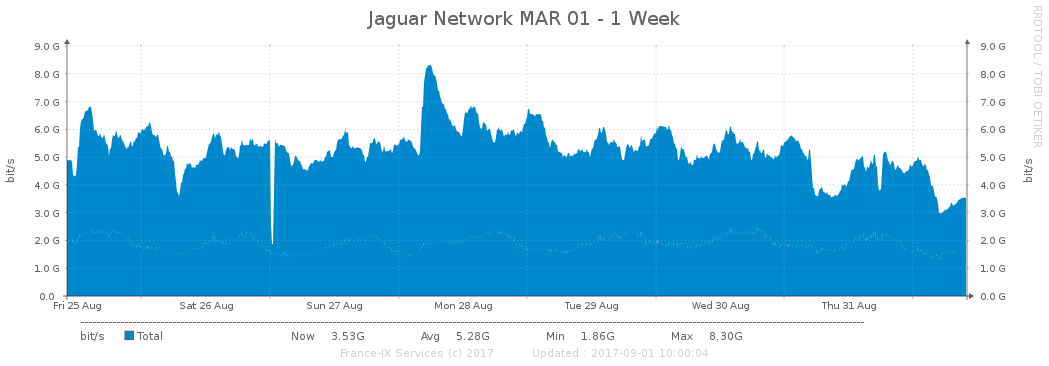 Jaguar Network MAR 01 - 1 Week
RRDTOOL / TOBI OETIKER
bit/s
9.0 G 9.0 G
8.0 G 8.0 G
7.0 G 7.0 G
6.0 G 6.0 G
5.0 G 5.0 G
4.0 G 4.0 G
3.0 G 3.0 G
2.0 G 2.0 G
1.0 G 1.0 G
0.0 0.0 G
bit/s
Fri 25 Aug Sat 26 Aug Sun 27 Aug Mon 28 Aug Tue 29 Aug Wed 30 Aug Thu 31 Aug
bit/s Total Now 3.53G Avg 5.28G Min 1.86G Max 8.30G
France-IX Services (c) 2017 Updated : 2017-09-01 10:00:04